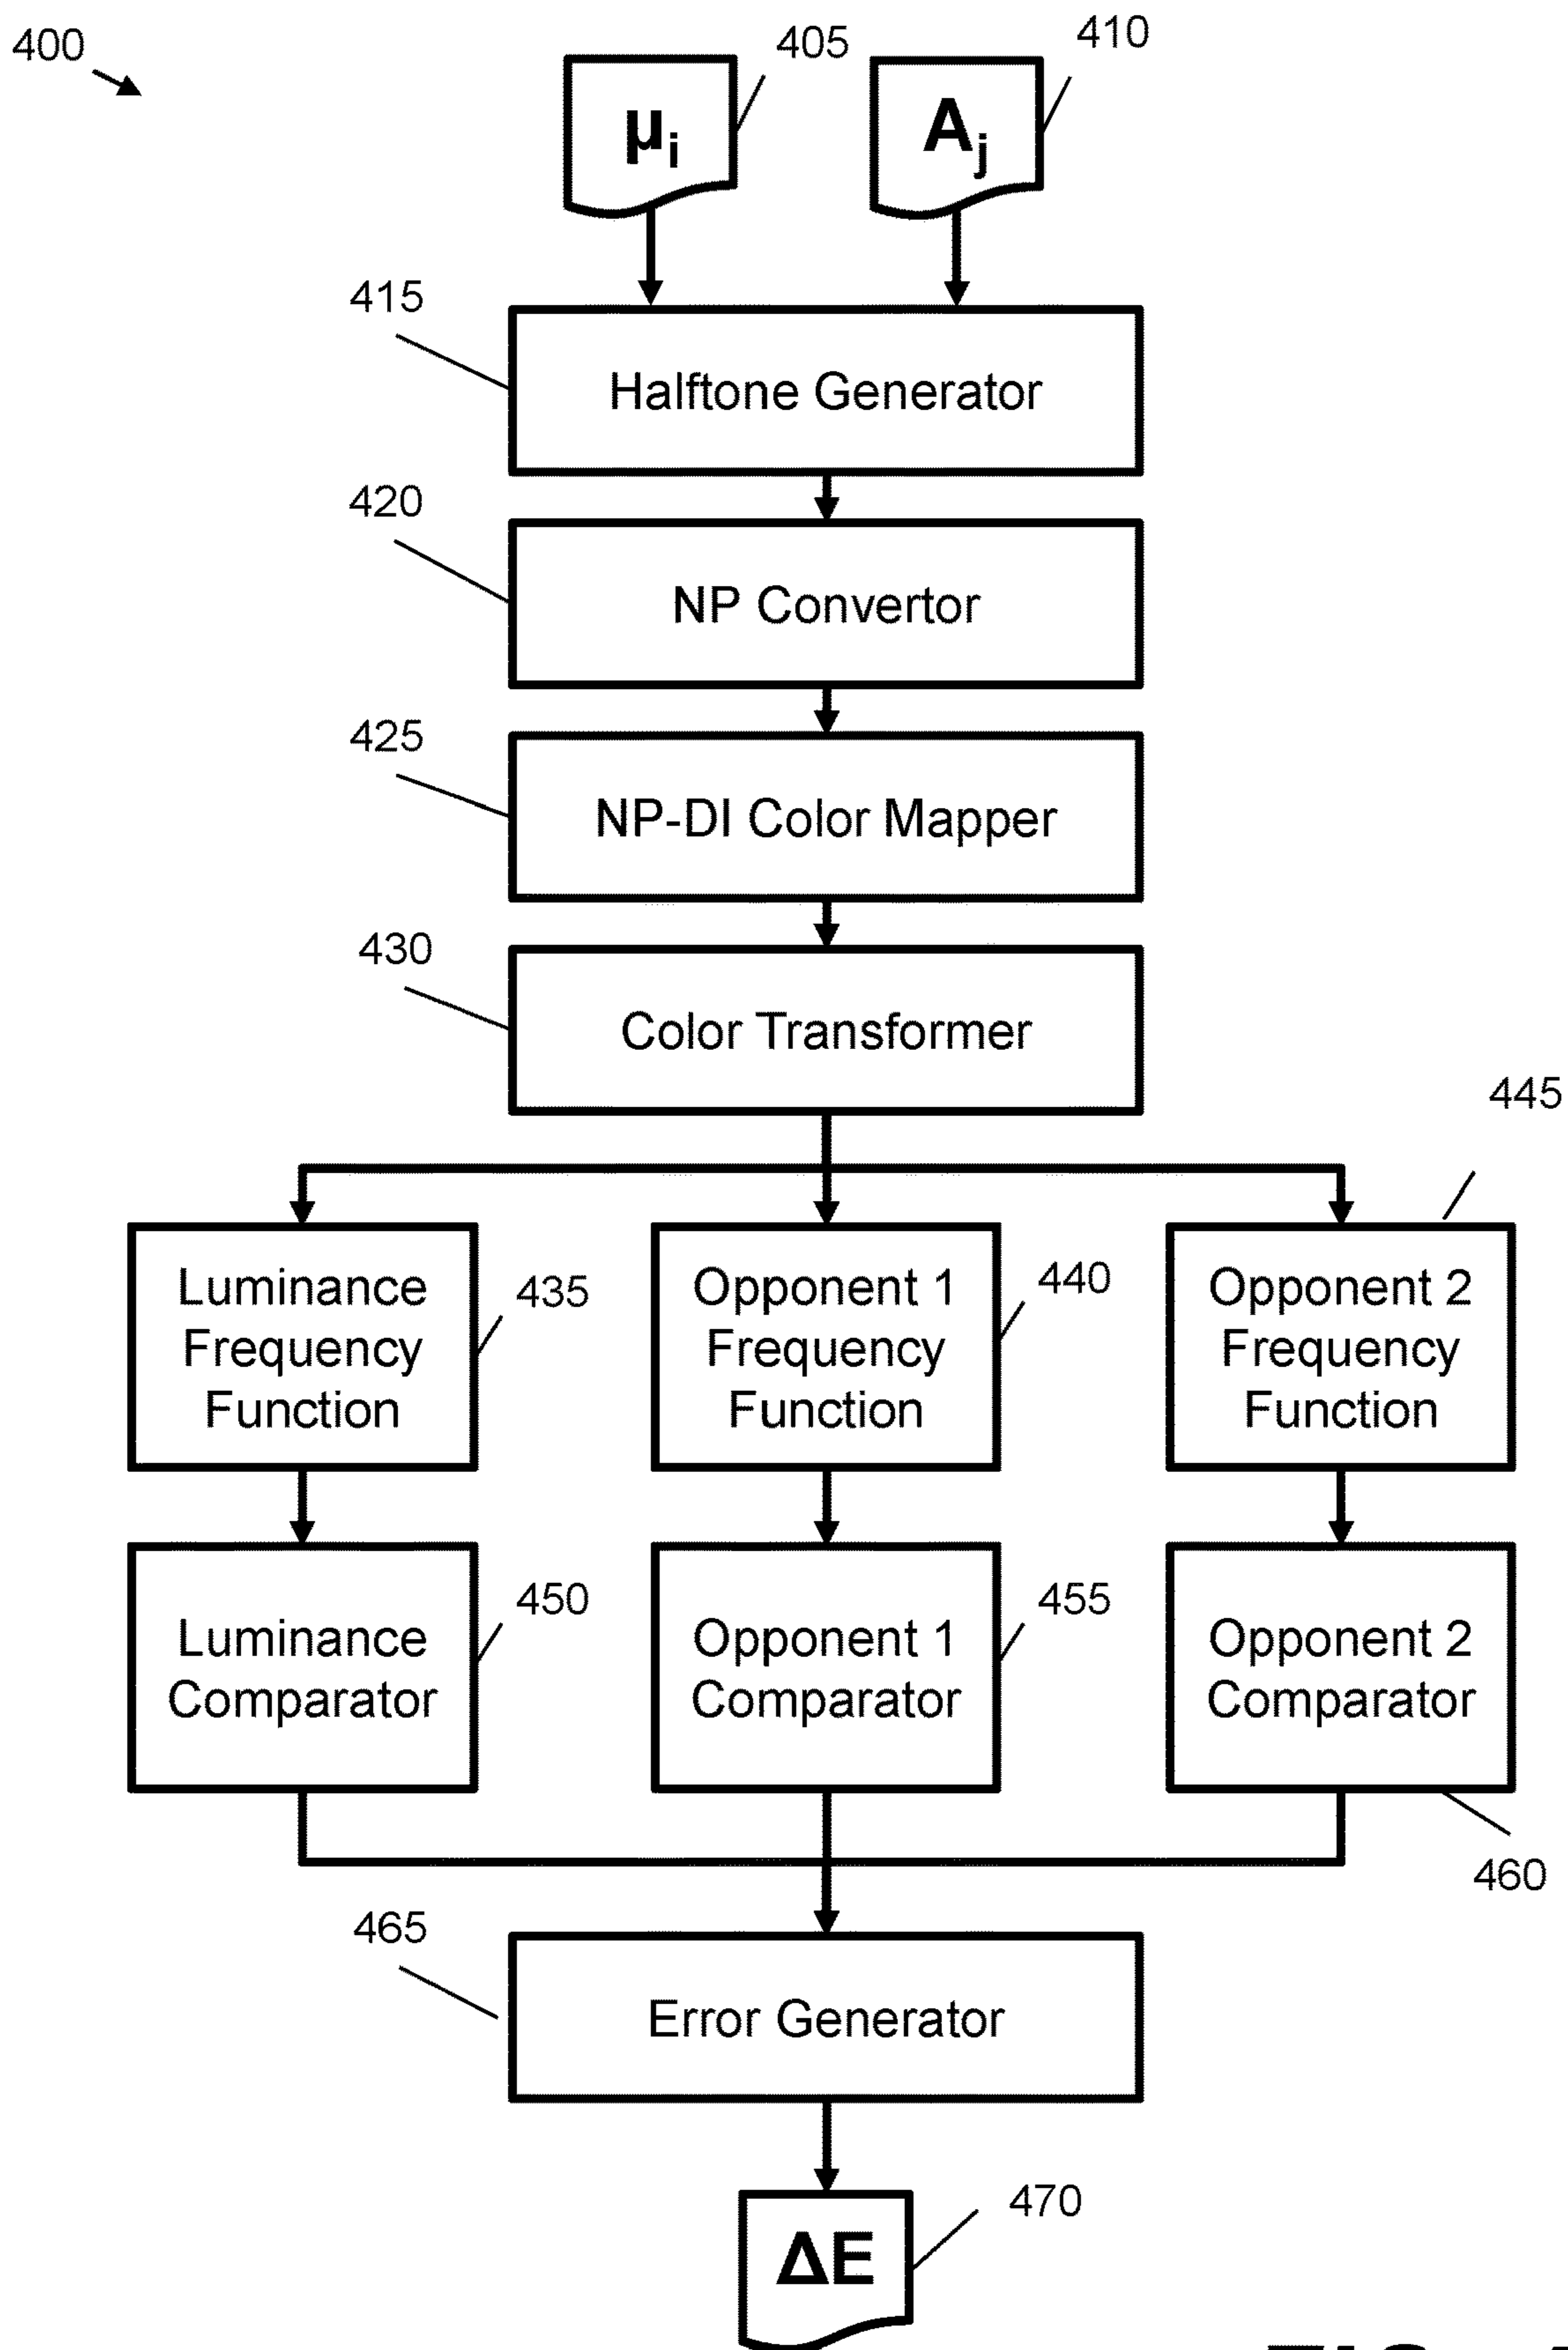 400
405
410
μi
Aj
415
Halftone Generator
420
NP Convertor
425
NP-DI Color Mapper
430
Color Transformer
445
Luminance
Frequency
Function
435
Opponent 1
Frequency
Function
440
Opponent 2
Frequency
Function
Luminance
Comparator
450
Opponent 1
Comparator
455
Opponent 2
Comparator
460
465
Error Generator
470
ΔE